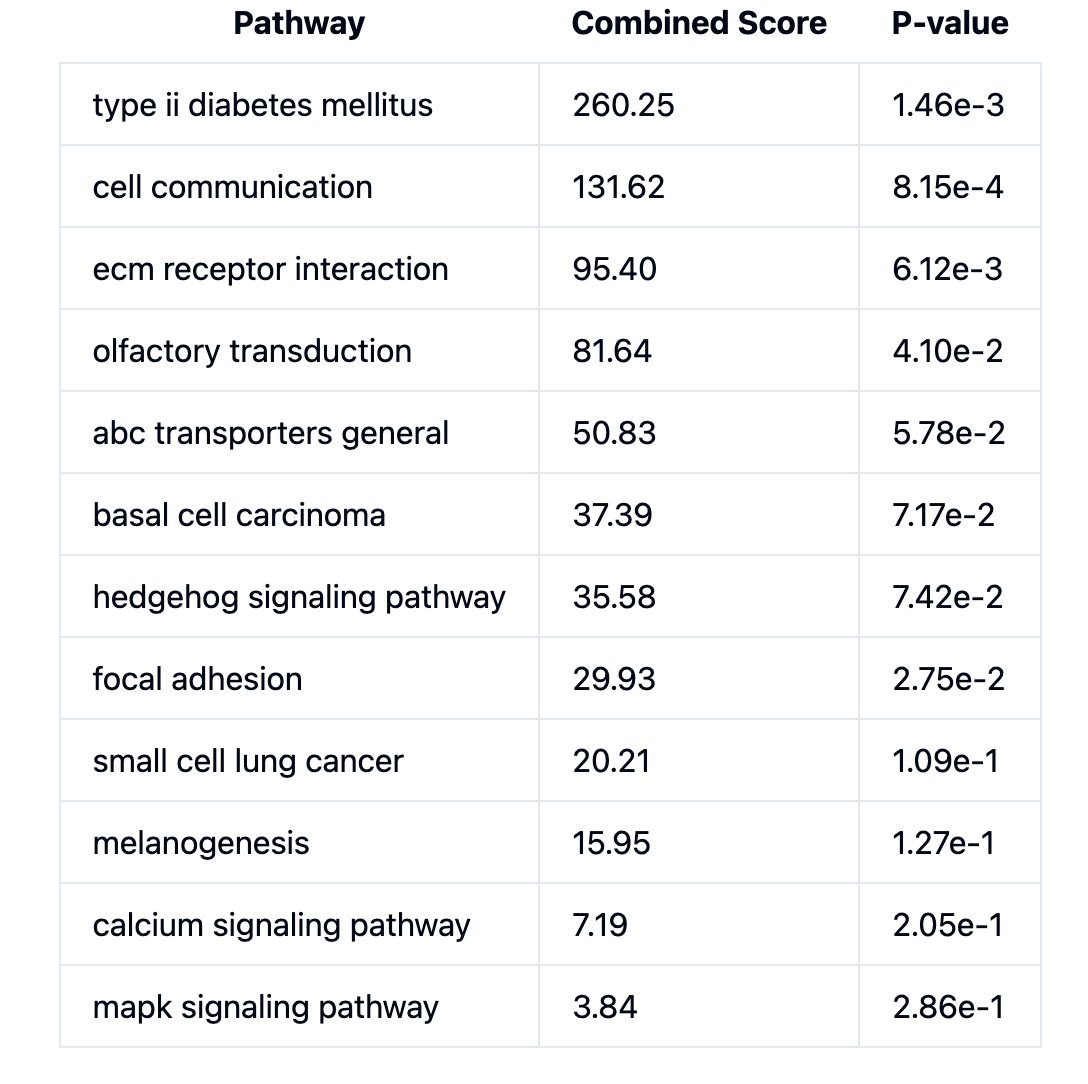 Pathway Combined Score P-value
type ii diabetes mellitus 260.25 1.46e-3
cell communication 131.62 8.15e-4
ecm receptor interaction 95.40 6.12e-3
olfactory transduction 81.64 4.10e-2
abc transporters general 50.83 5.78e-2
basal cell carcinoma 37.39 7.17e-2
hedgehog signaling pathway 35.58 7.42e-2
focal adhesion 29.93 2.75e-2
small cell lung cancer 20.21 1.09e-1
melanogenesis 15.95 1.27e-1
calcium signaling pathway 7.19 2.05e-1
mapk signaling pathway 3.84 2.86e-1